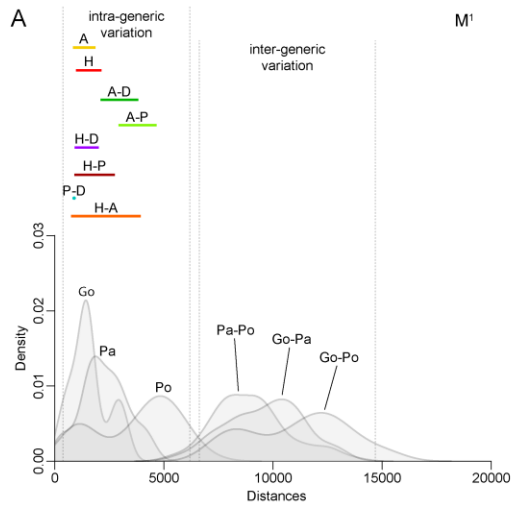 A
intra-generic
variation
M¹
inter-generic
variation
A
H
A-D
A-P
H-D
H-P
P-D
H-A
0.03
0.02
0.01
0.00
Density
Go
Pa
Po
Pa-Po
Go-Pa
Go-Po
0
5000
10000
15000
20000
Distances